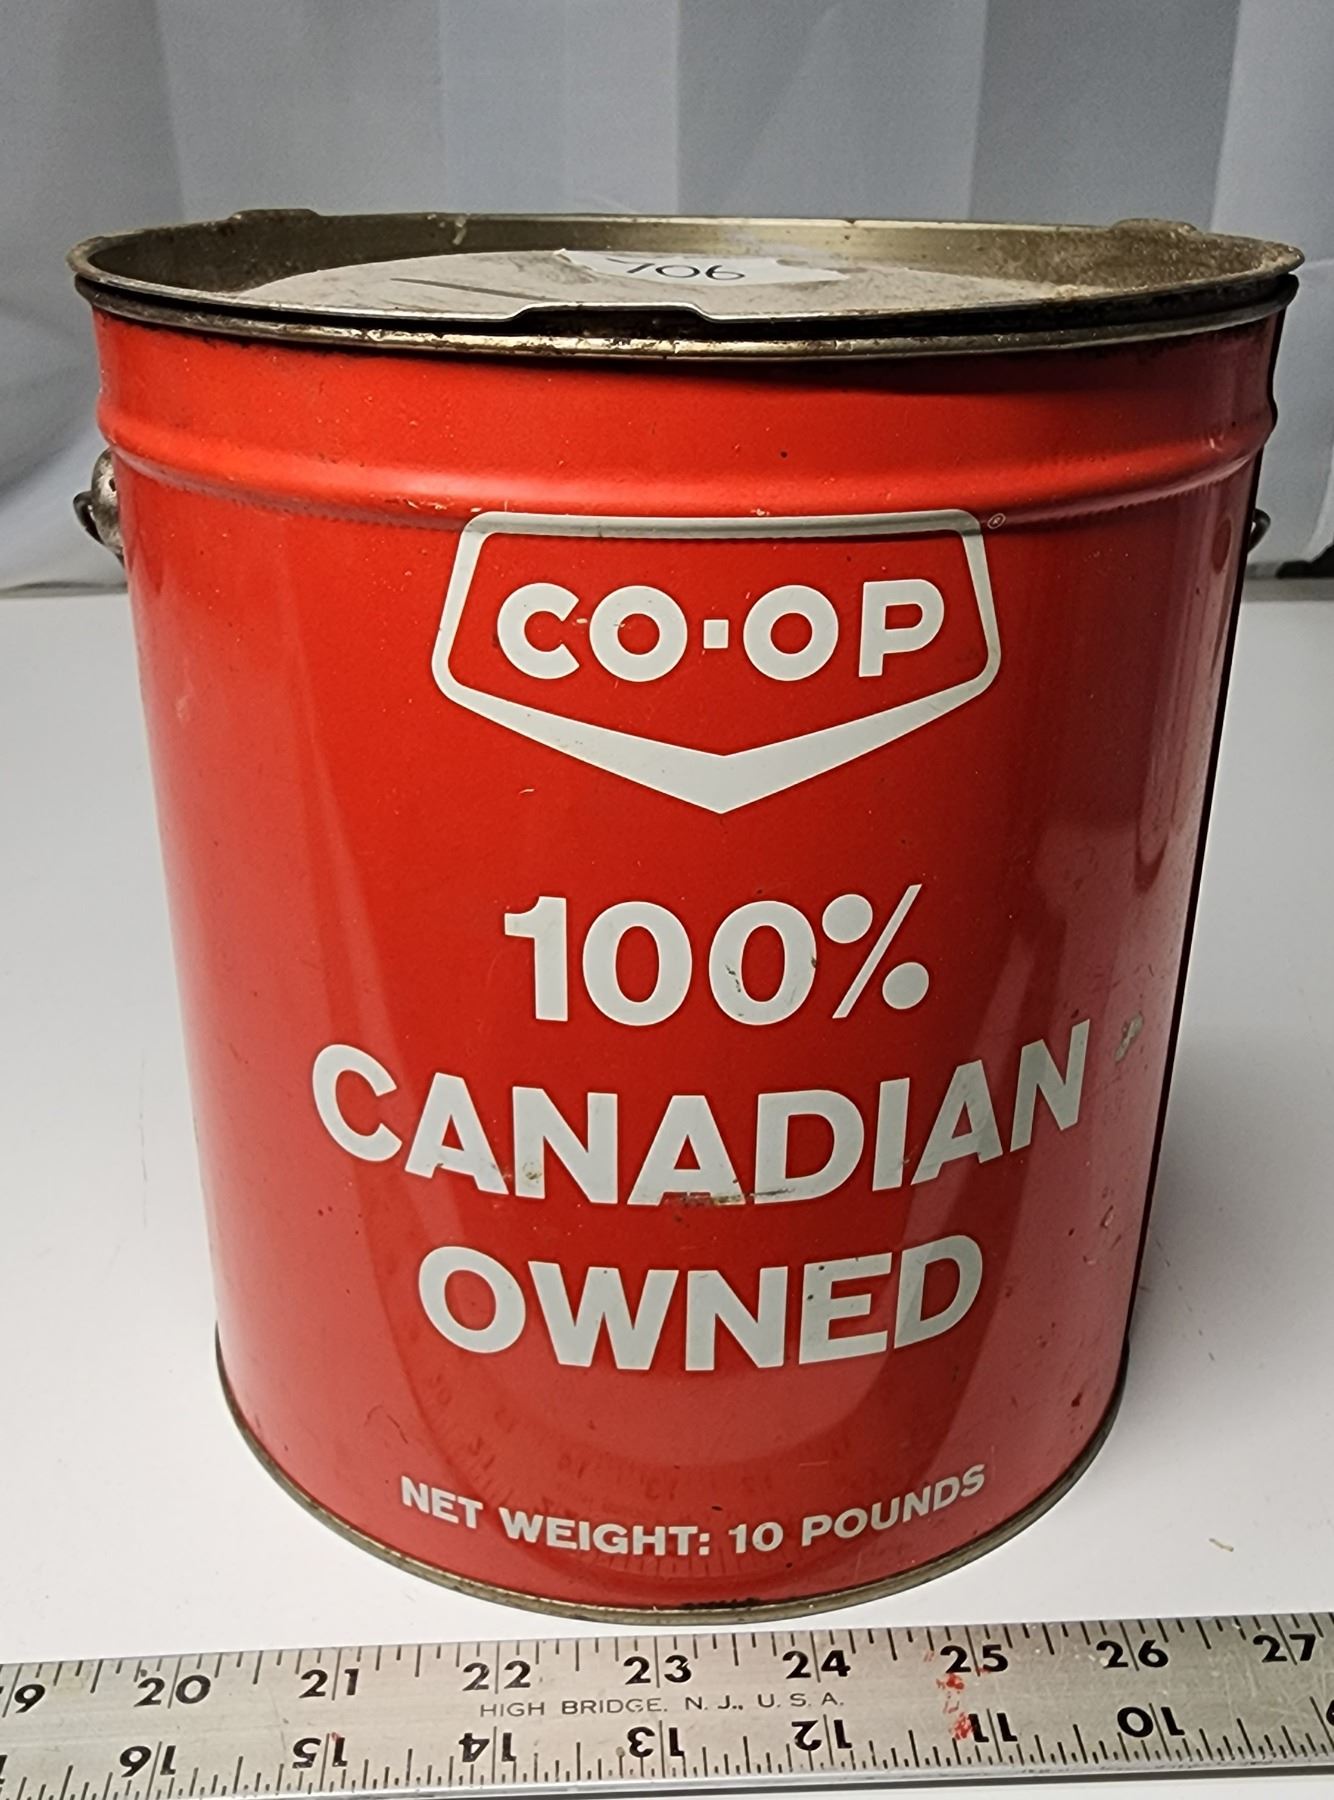 706
CO-OP
®
100%
CANADIAN
OWNED
NET WEIGHT: 10 POUNDS
20 21 22 23 24 25 26 27
HIGH BRIDGE, N. J., U. S. A.
16 15 14 13 12 11 10